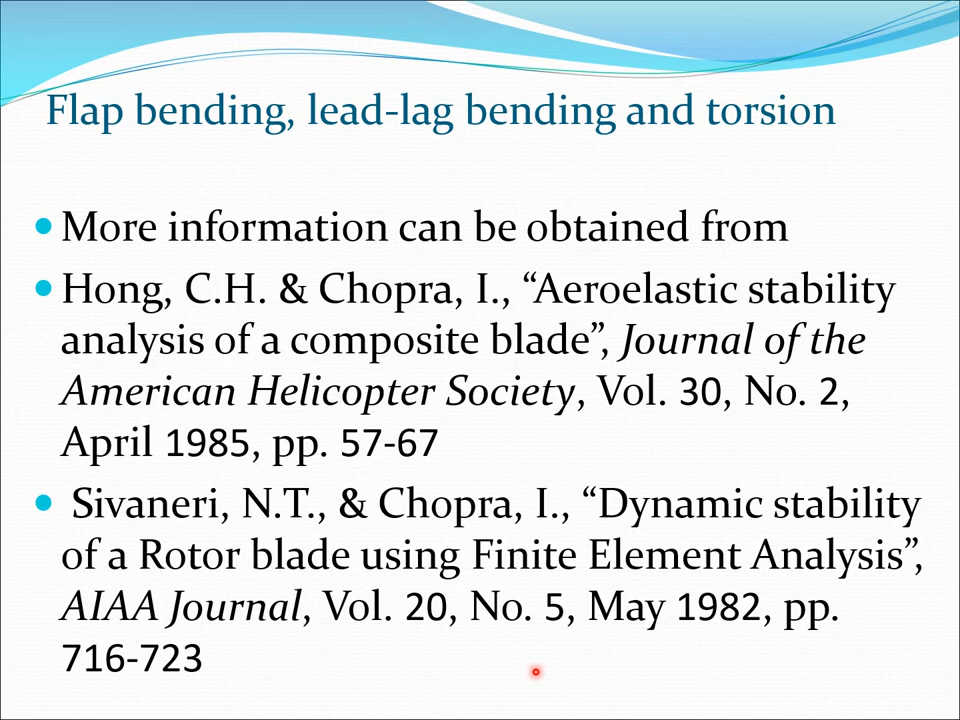 Flap bending, lead-lag bending and torsion
• More information can be obtained from
• Hong, C.H. & Chopra, I., “Aeroelastic stability
analysis of a composite blade”, Journal of the
American Helicopter Society, Vol. 30, No. 2,
April 1985, pp. 57-67
• Sivaneri, N.T., & Chopra, I., “Dynamic stability
of a Rotor blade using Finite Element Analysis”,
AIAA Journal, Vol. 20, No. 5, May 1982, pp.
716-723